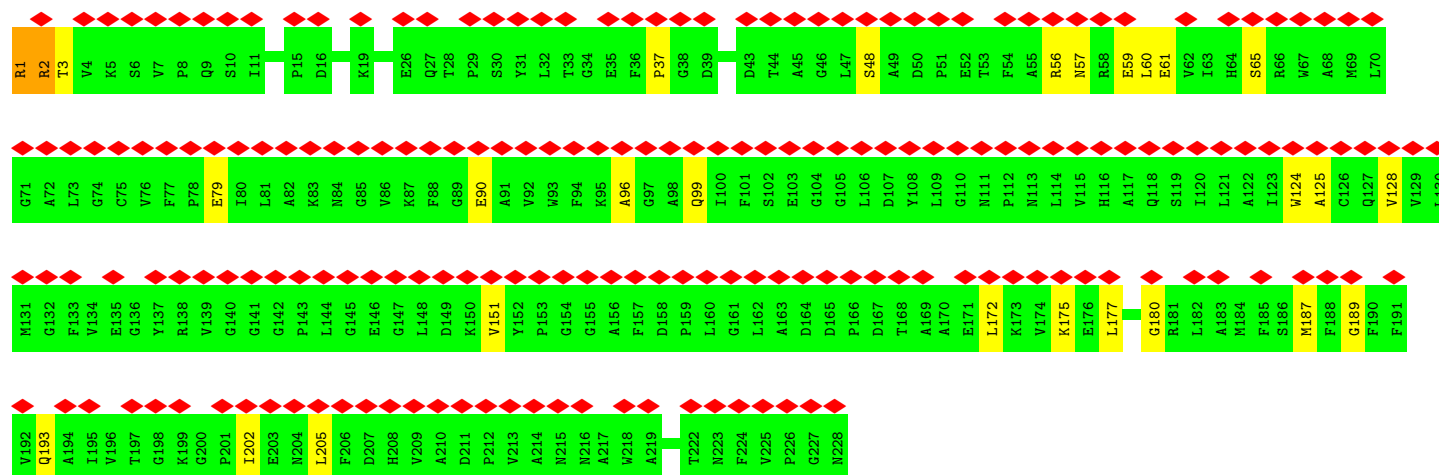 R1 R2 T3 V4 K5 S6 V7 P8 Q9 S10 I11 P15 D16 K19 E26 Q27 T28 P29 S30 Y31 L32 T33 G34 E35 F36 P37 G38 D39 D43 T44 A45 G46 L47 S48 A49 D50 P51 E52 T53 F54 A55 R56 N57 R58 E59 L60 E61 V62 I63 H64 S65 R66 W67 A68 M69 L70
G71 A72 L73 G74 C75 V76 F77 P78 E79 I80 L81 A82 K83 N84 G85 V86 K87 F88 G89 E90 A91 V92 W93 F94 K95 A96 G97 A98 Q99 I100 F101 S102 E103 G104 G105 L106 D107 Y108 L109 G110 N111 P112 N113 L114 V115 H116 A117 Q118 S119 I120 L121 A122 I123 W124 A125 C126 Q127 V128 V129 L130
M131 G132 F133 V134 E135 G136 Y137 R138 V139 G140 G141 G142 P143 L144 G145 E146 G147 L148 D149 K150 V151 Y152 P153 G154 G155 A156 F157 D158 P159 L160 G161 L162 A163 D164 D165 P166 D167 T168 A169 A170 E171 L172 K173 V174 K175 E176 L177 G180 R181 L182 A183 M184 F185 S186 M187 F188 G189 F190 F191
V192 Q193 A194 I195 V196 T197 G198 K199 G200 P201 I202 E203 N204 L205 F206 D207 H208 V209 A210 D211 P212 V213 A214 N215 N216 A217 W218 A219 T222 N223 F224 V225 P226 G227 N228